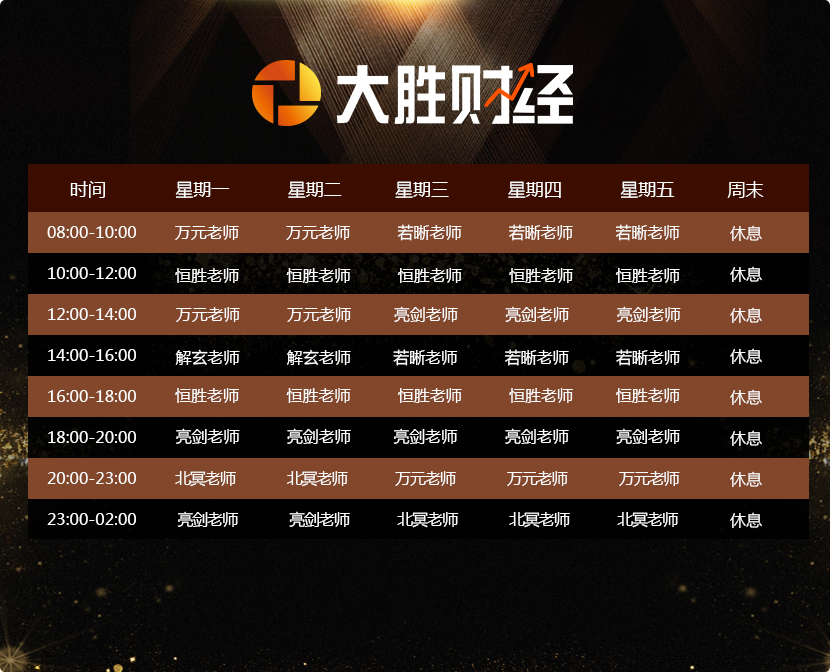 大胜财经
时间 星期一 星期二 星期三 星期四 星期五 周末
08:00-10:00 万元老师 万元老师 若晰老师 若晰老师 若晰老师 休息
10:00-12:00 恒胜老师 恒胜老师 恒胜老师 恒胜老师 恒胜老师 休息
12:00-14:00 万元老师 万元老师 亮剑老师 亮剑老师 亮剑老师 休息
14:00-16:00 解玄老师 解玄老师 若晰老师 若晰老师 若晰老师 休息
16:00-18:00 恒胜老师 恒胜老师 恒胜老师 恒胜老师 恒胜老师 休息
18:00-20:00 亮剑老师 亮剑老师 亮剑老师 亮剑老师 亮剑老师 休息
20:00-23:00 北冥老师 北冥老师 万元老师 万元老师 万元老师 休息
23:00-02:00 亮剑老师 亮剑老师 北冥老师 北冥老师 北冥老师 休息